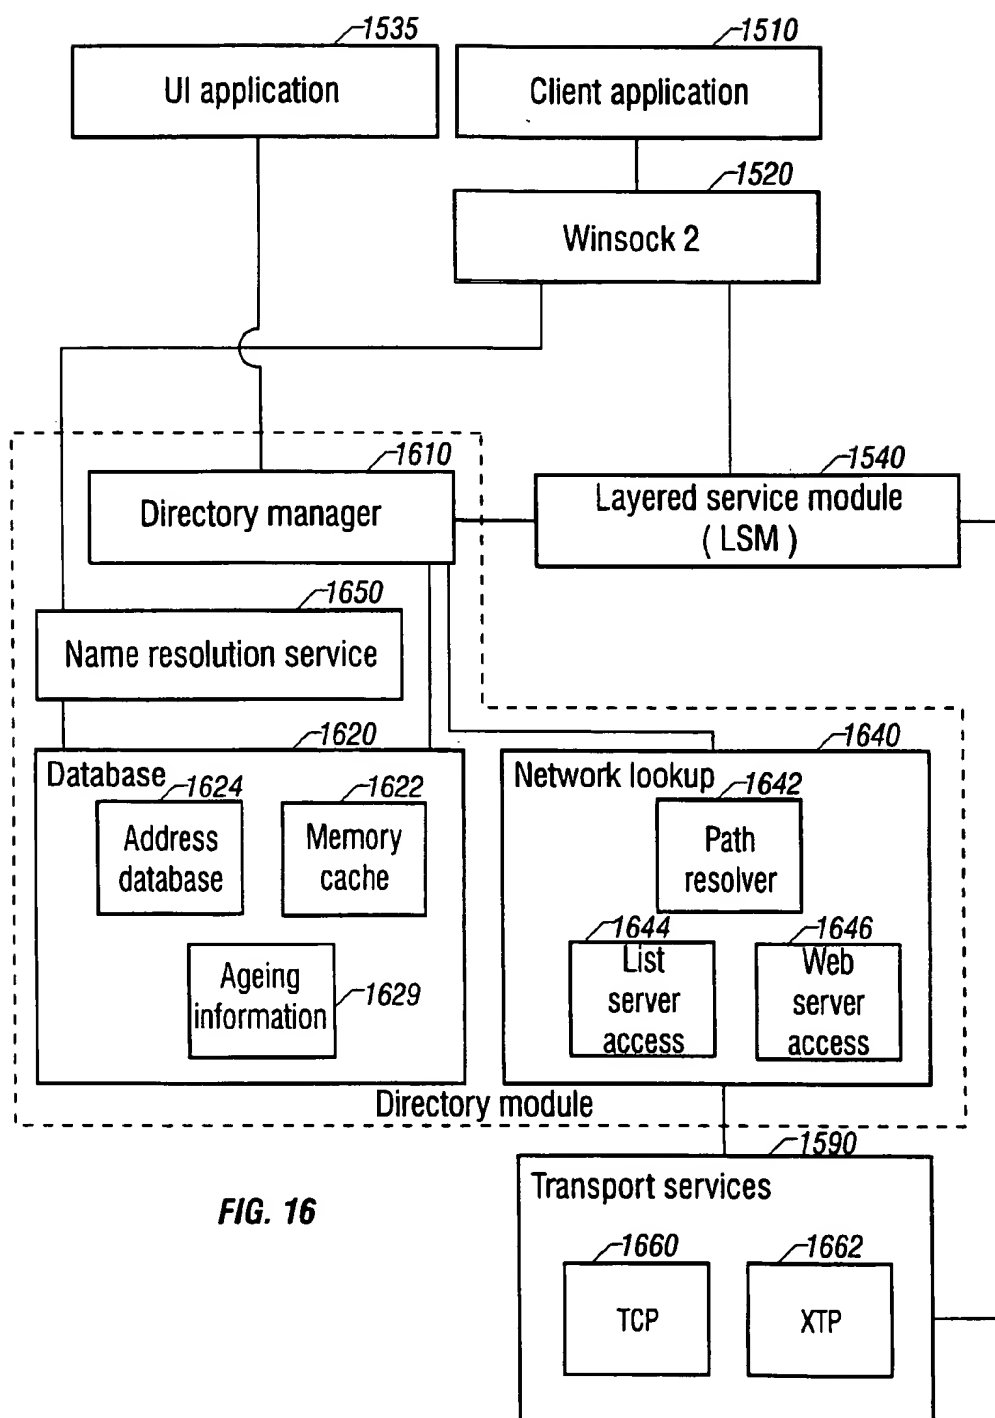 1535
UI application
1510
Client application
1520
Winsock 2
1610
Directory manager
1540
Layered service module
( LSM )
1650
Name resolution service
1620
Database
1624
Address
database
1622
Memory
cache
Ageing
information
1629
1640
Network lookup
1642
Path
resolver
1644
List
server
access
1646
Web
server
access
Directory module
1590
Transport services
1660
TCP
1662
XTP
FIG. 16